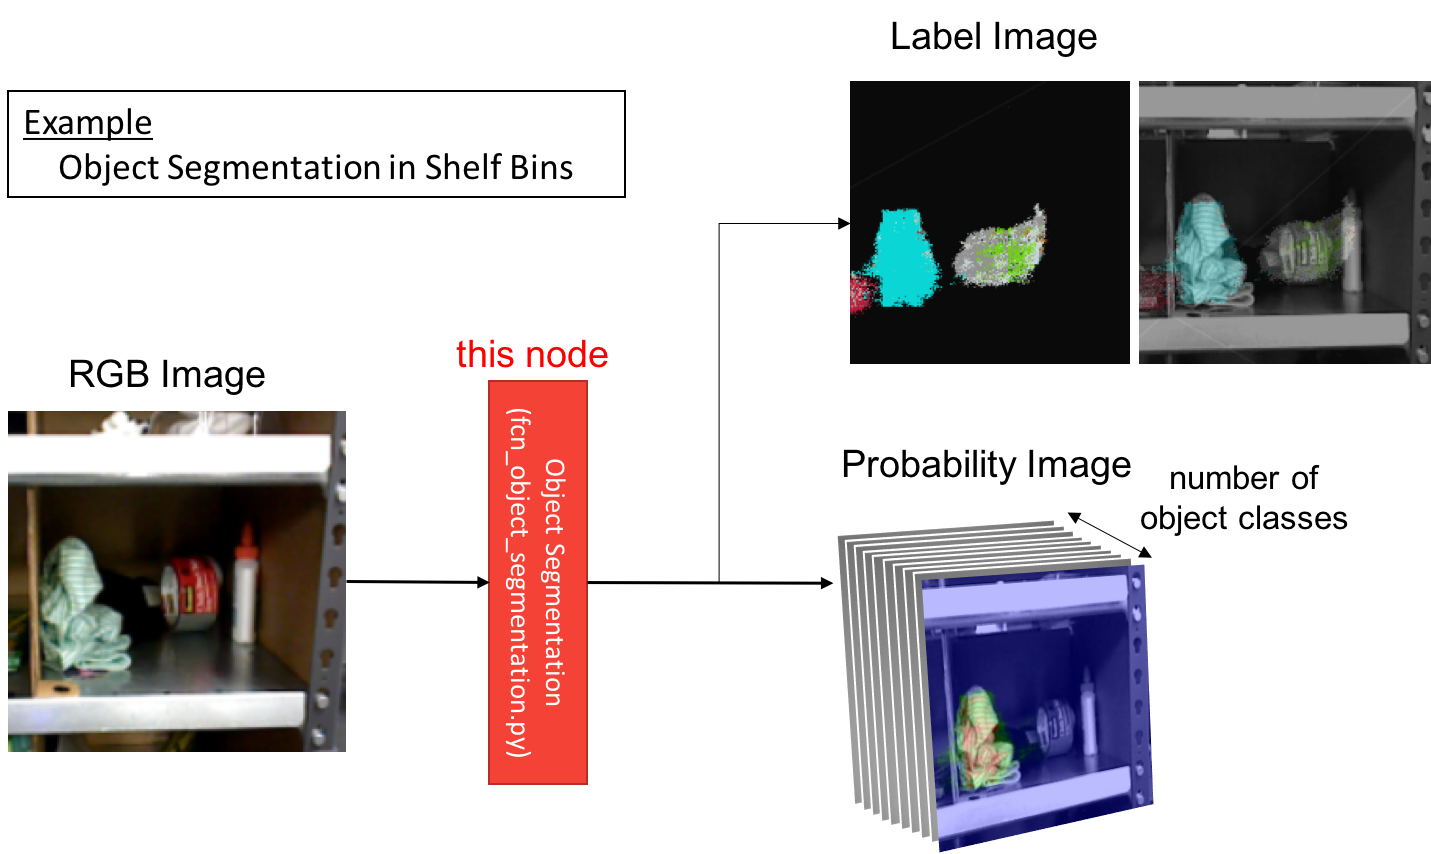 Label Image
Example
Object Segmentation in Shelf Bins
this node
RGB Image
Object Segmentation
(fcn_object_segmentation.py)
Probability Image
number of
object classes